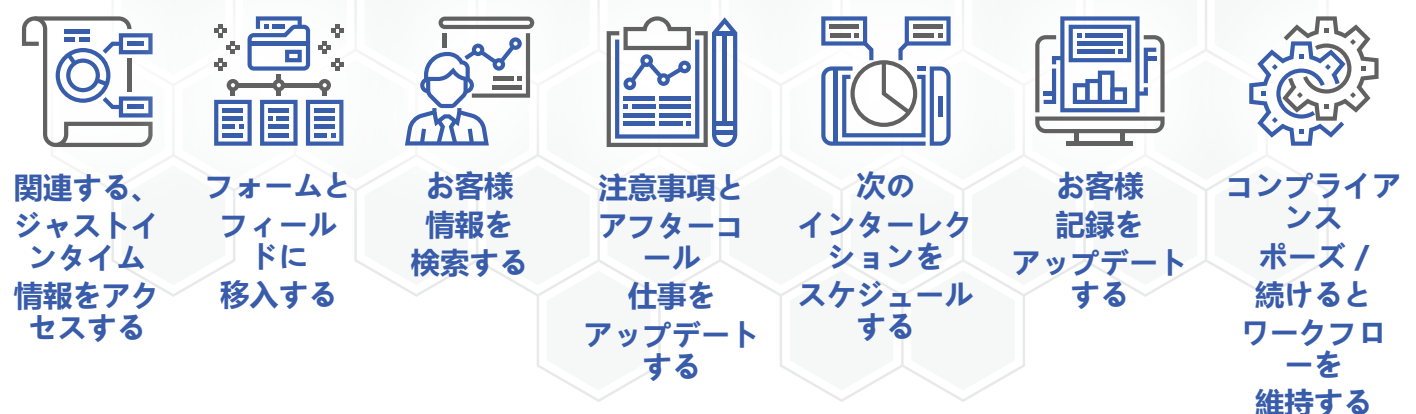 関連する、
ジャストイ
ンタイム
情報をアク
セスする
フォームと
フィール
ドに
移入する
お客様
情報を
検索する
注意事項と
アフターコ
ール
仕事を
アップデート
する
次の
インターレク
ションを
スケジュール
する
お客様
記録を
アップデート
する
コンプライア
ンス
ポーズ /
続けると
ワークフロ
ーを
維持する